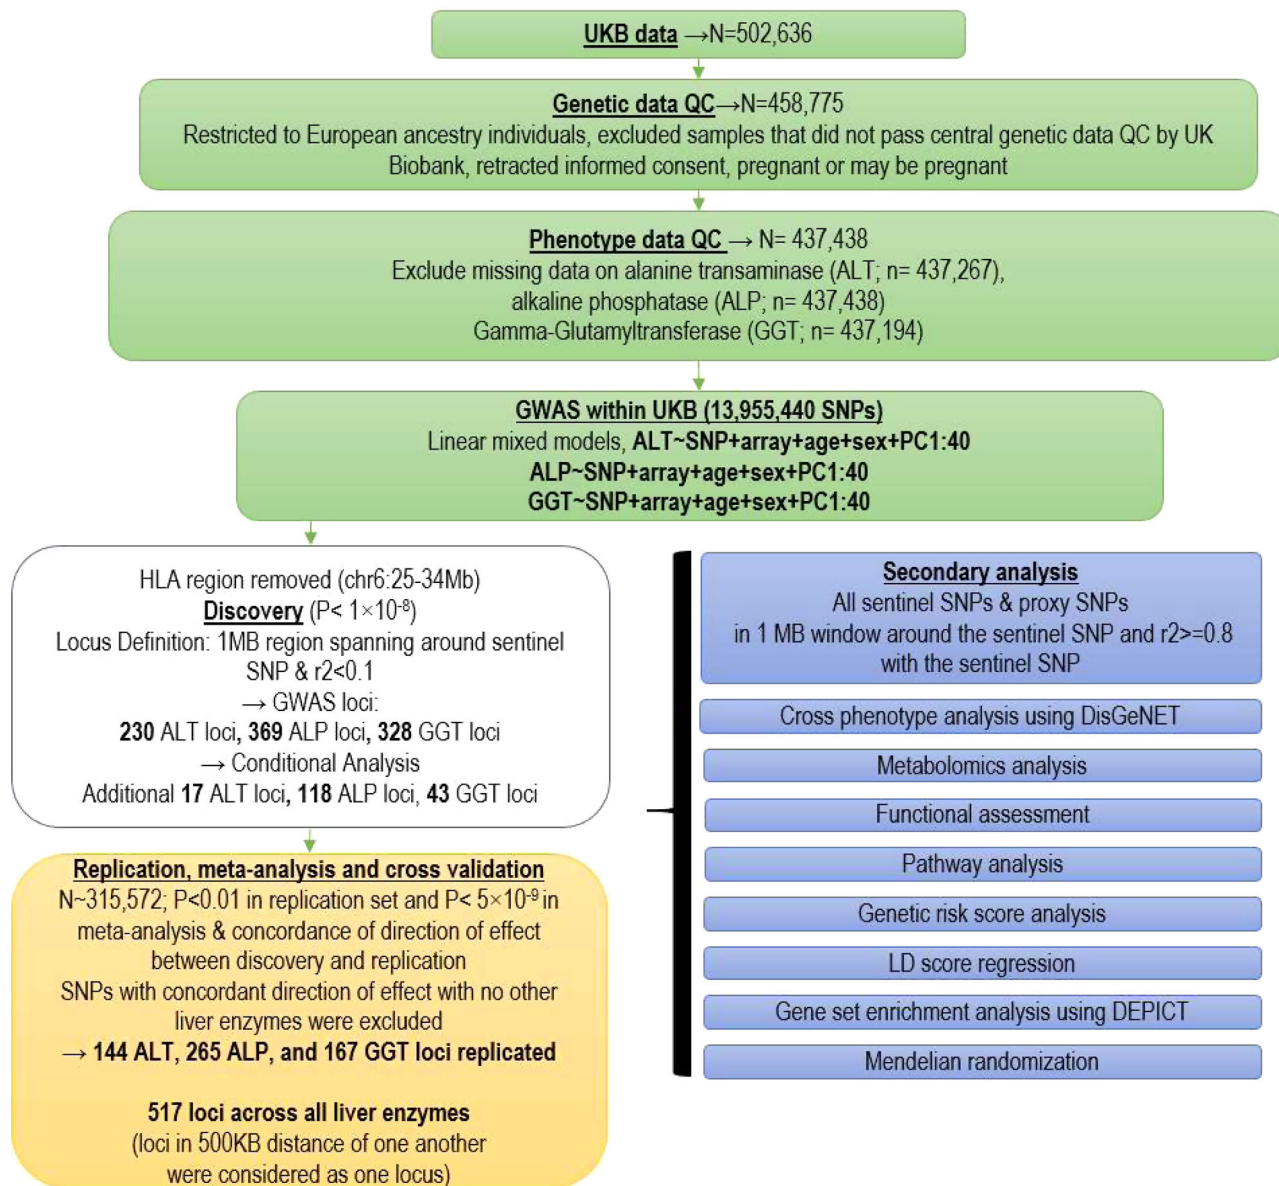 UKB data →N=502,636
Genetic data QC→N=458,775
Restricted to European ancestry individuals, excluded samples that did not pass central genetic data QC by UK
Biobank, retracted informed consent, pregnant or may be pregnant
Phenotype data QC → N= 437,438
Exclude missing data on alanine transaminase (ALT; n= 437,267),
alkaline phosphatase (ALP; n= 437,438)
Gamma-Glutamyltransferase (GGT; n= 437,194)
GWAS within UKB (13,955,440 SNPs)
Linear mixed models, ALT~SNP+array+age+sex+PC1:40
ALP~SNP+array+age+sex+PC1:40
GGT~SNP+array+age+sex+PC1:40
HLA region removed (chr6:25-34Mb)
Discovery (P< 1×10⁻⁸)
Locus Definition: 1MB region spanning around sentinel
SNP & r2<0.1
→ GWAS loci:
230 ALT loci, 369 ALP loci, 328 GGT loci
→ Conditional Analysis
Additional 17 ALT loci, 118 ALP loci, 43 GGT loci
Replication, meta-analysis and cross validation
N~315,572; P<0.01 in replication set and P< 5×10⁻⁹ in
meta-analysis & concordance of direction of effect
between discovery and replication
SNPs with concordant direction of effect with no other
liver enzymes were excluded
→ 144 ALT, 265 ALP, and 167 GGT loci replicated
517 loci across all liver enzymes
(loci in 500KB distance of one another
were considered as one locus)
Secondary analysis
All sentinel SNPs & proxy SNPs
in 1 MB window around the sentinel SNP and r2>=0.8
with the sentinel SNP
Cross phenotype analysis using DisGeNET
Metabolomics analysis
Functional assessment
Pathway analysis
Genetic risk score analysis
LD score regression
Gene set enrichment analysis using DEPICT
Mendelian randomization